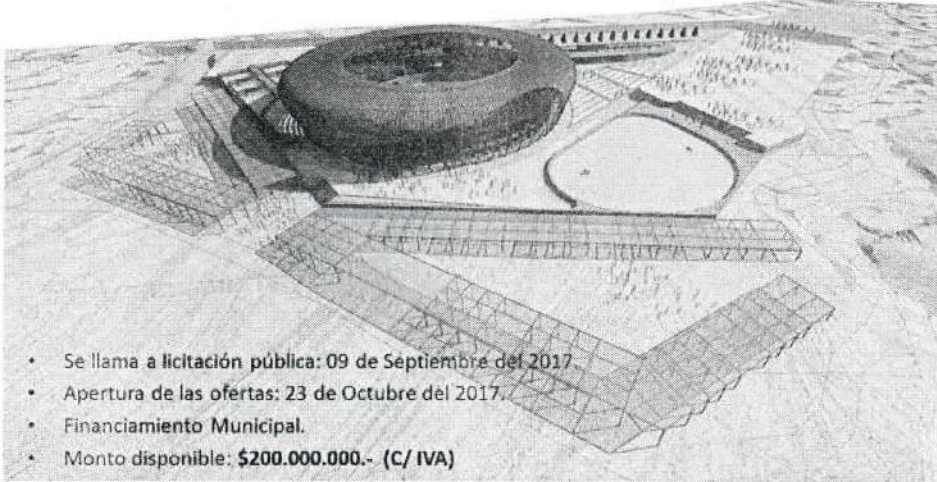 • Se llama a licitación pública: 09 de Septiembre del 2017.
• Apertura de las ofertas: 23 de Octubre del 2017.
• Financiamiento Municipal.
• Monto disponible: $200.000.000.- (C/ IVA)